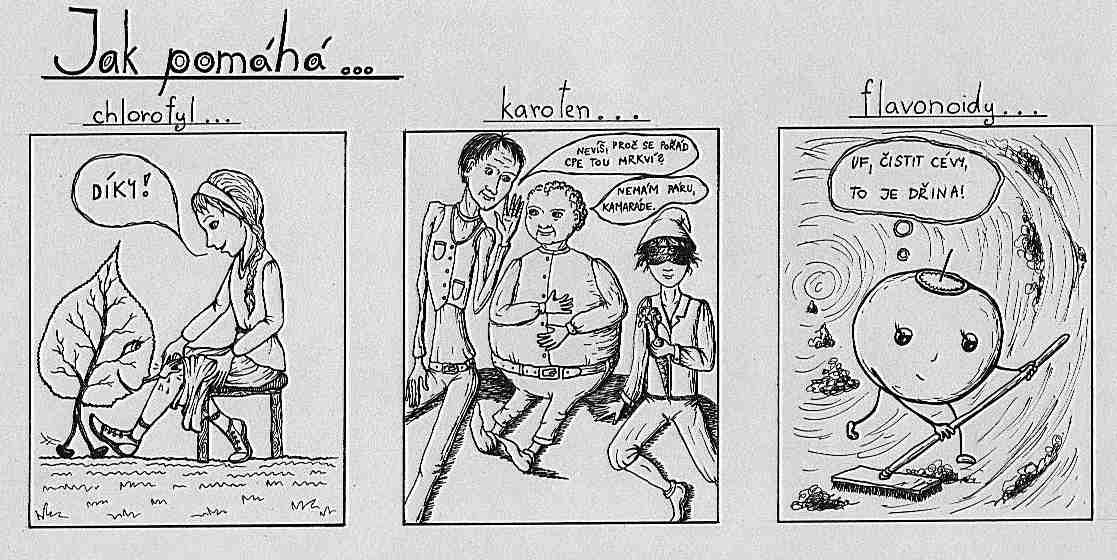 Jak pomáhá...
chlorofyl...
DÍKY!
karoten...
NEVÍŠ, PROČ SE POŘÁD
CPE TOU MRKVÍ?
NEMÁM PÁRU,
KAMARÁDE.
flavonoidy...
UF, ČISTIT CÉVY,
TO JE DŘINA!